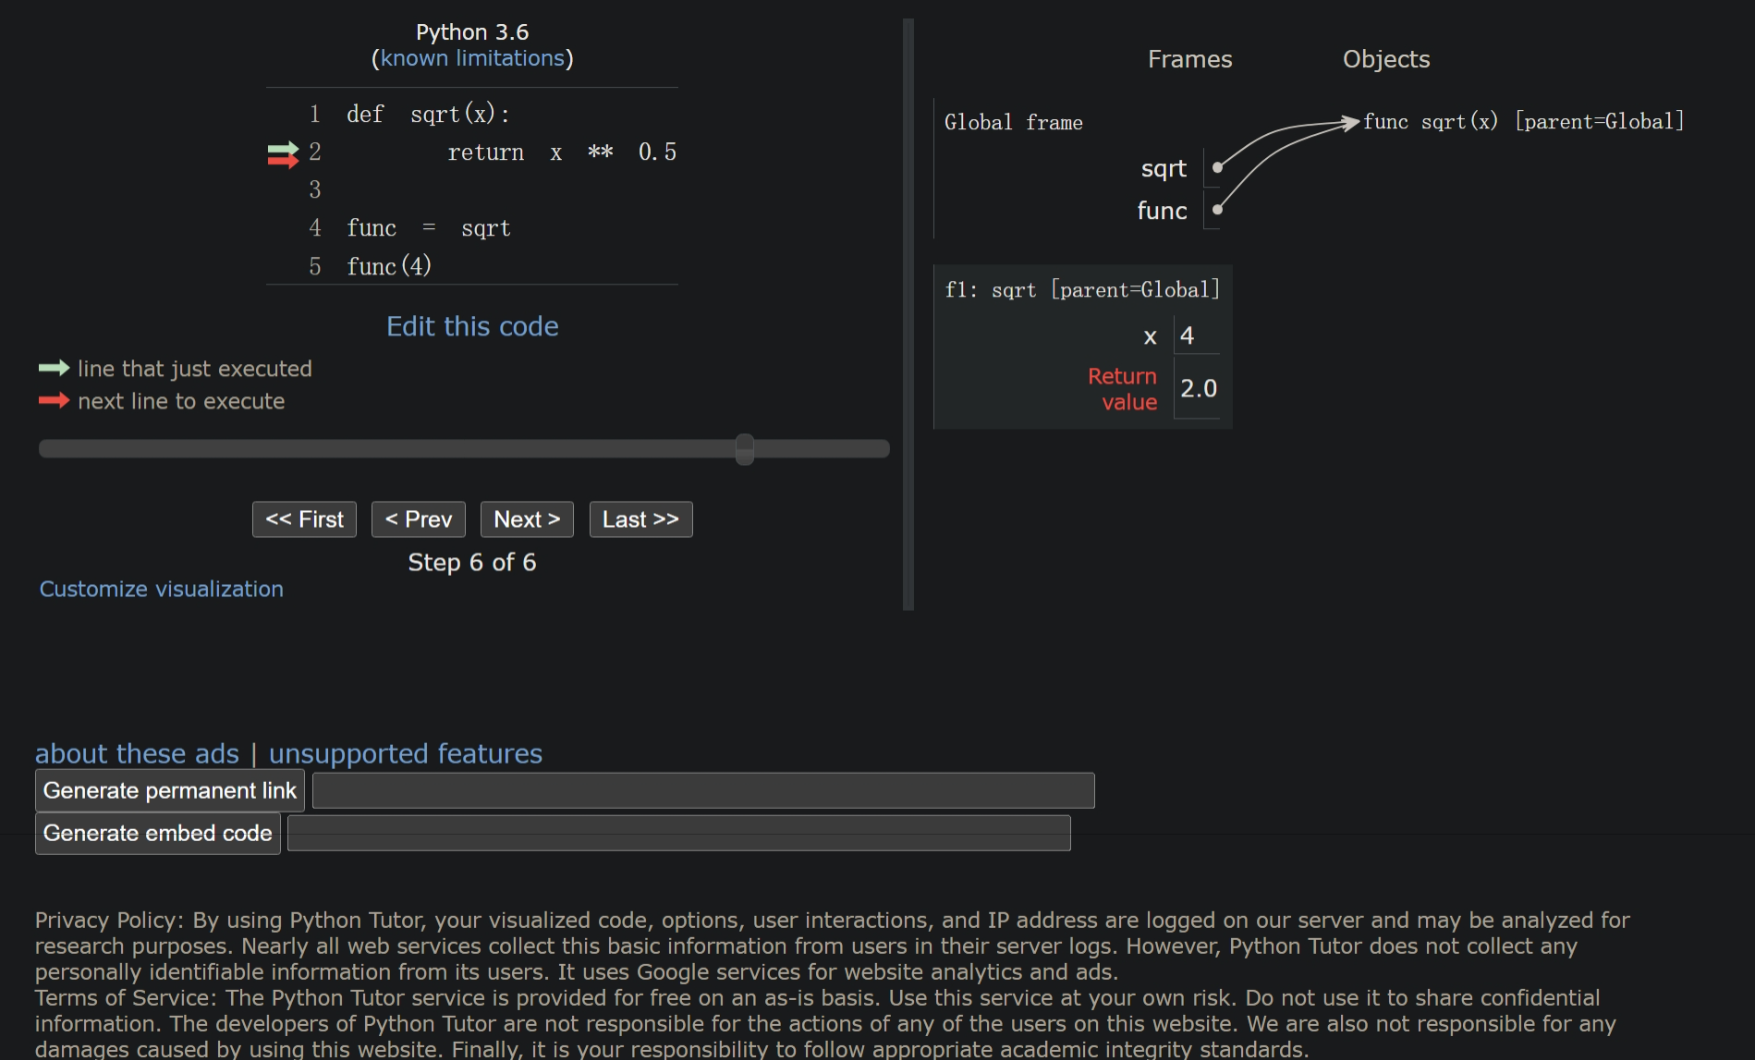 Python 3.6
(known limitations)
1 def sqrt(x):
2 return x ** 0.5
3
4 func = sqrt
5 func(4)
Edit this code
line that just executed
next line to execute
<< First < Prev Next > Last >>
Step 6 of 6
Customize visualization
Frames Objects
Global frame
sqrt
func
func sqrt(x) [parent=Global]
f1: sqrt [parent=Global]
x 4
Return
value 2.0
about these ads | unsupported features
Generate permanent link
Generate embed code
Privacy Policy: By using Python Tutor, your visualized code, options, user interactions, and IP address are logged on our server and may be analyzed for
research purposes. Nearly all web services collect this basic information from users in their server logs. However, Python Tutor does not collect any
personally identifiable information from its users. It uses Google services for website analytics and ads.
Terms of Service: The Python Tutor service is provided for free on an as-is basis. Use this service at your own risk. Do not use it to share confidential
information. The developers of Python Tutor are not responsible for the actions of any of the users on this website. We are also not responsible for any
damages caused by using this website. Finally, it is your responsibility to follow appropriate academic integrity standards.